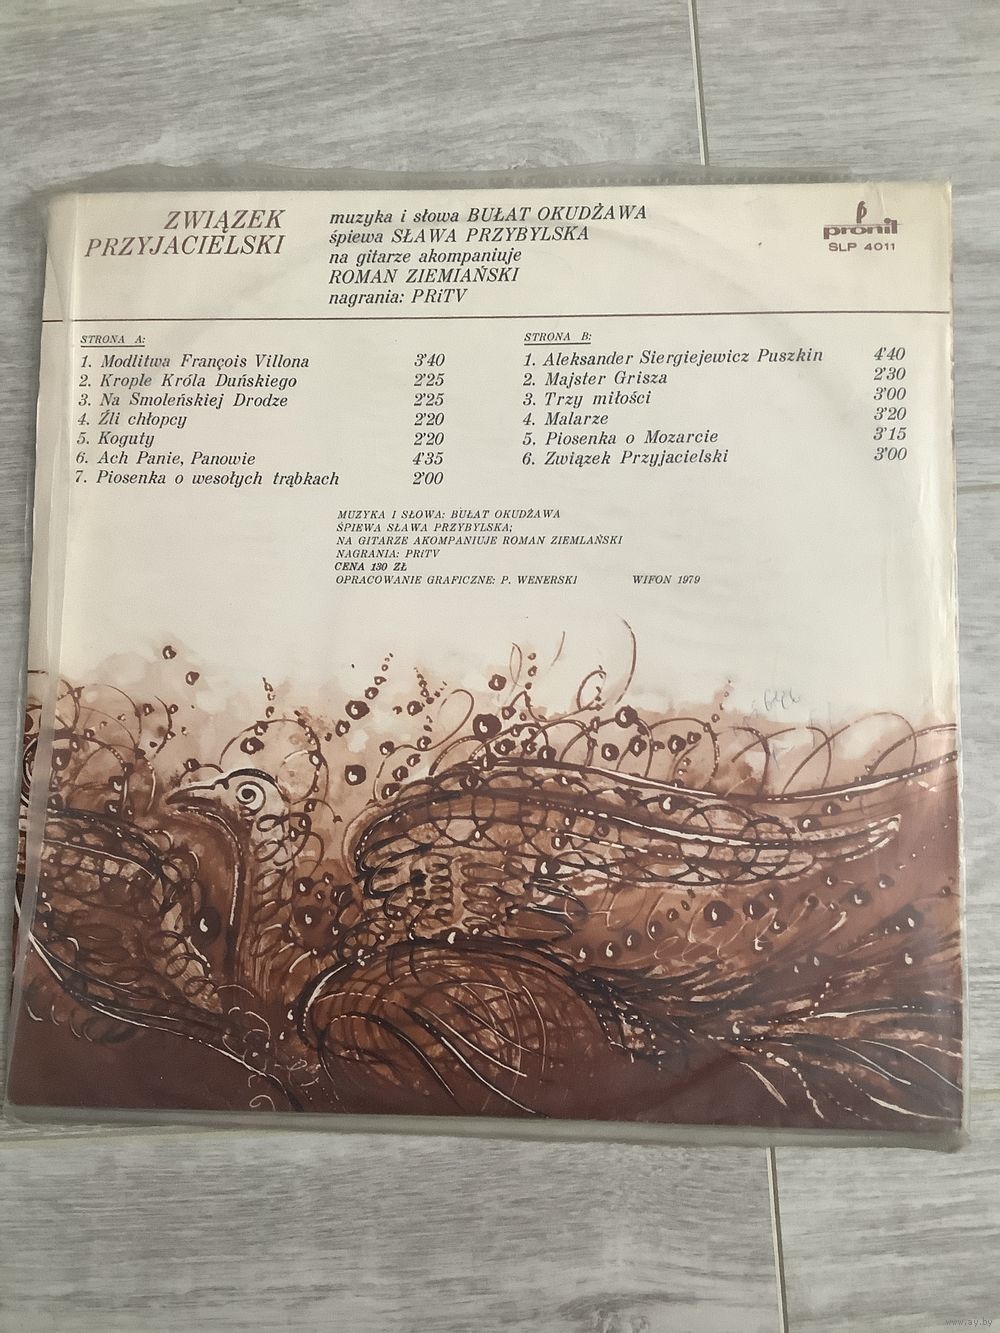 ZWIĄZEK
PRZYJACIELSKI
muzyka i słowa BUŁAT OKUDŻAWA
śpiewa SŁAWA PRZYBYLSKA
na gitarze akompaniuje
ROMAN ZIEMIAŃSKI
nagrania: PRiTV
pronit
SLP 4011
STRONA A:
1. Modlitwa François Villona 3'40
2. Krople Króla Duńskiego 2'25
3. Na Smoleńskiej Drodze 2'25
4. Źli chłopcy 2'20
5. Koguty 2'20
6. Ach Panie, Panowie 4'35
7. Piosenka o wesołych trąbkach 2'00
STRONA B:
1. Aleksander Siergiejewicz Puszkin 4'40
2. Majster Grisza 2'30
3. Trzy miłości 3'00
4. Malarze 3'20
5. Piosenka o Mozarcie 3'15
6. Związek Przyjacielski 3'00
MUZYKA I SŁOWA: BUŁAT OKUDŻAWA
ŚPIEWA SŁAWA PRZYBYLSKA;
NA GITARZE AKOMPANIUJE ROMAN ZIEMLAŃSKI
NAGRANIA: PRiTV
CENA 130 ZŁ
OPRACOWANIE GRAFICZNE: P. WENERSKI WIFON 1979
www.ay.by